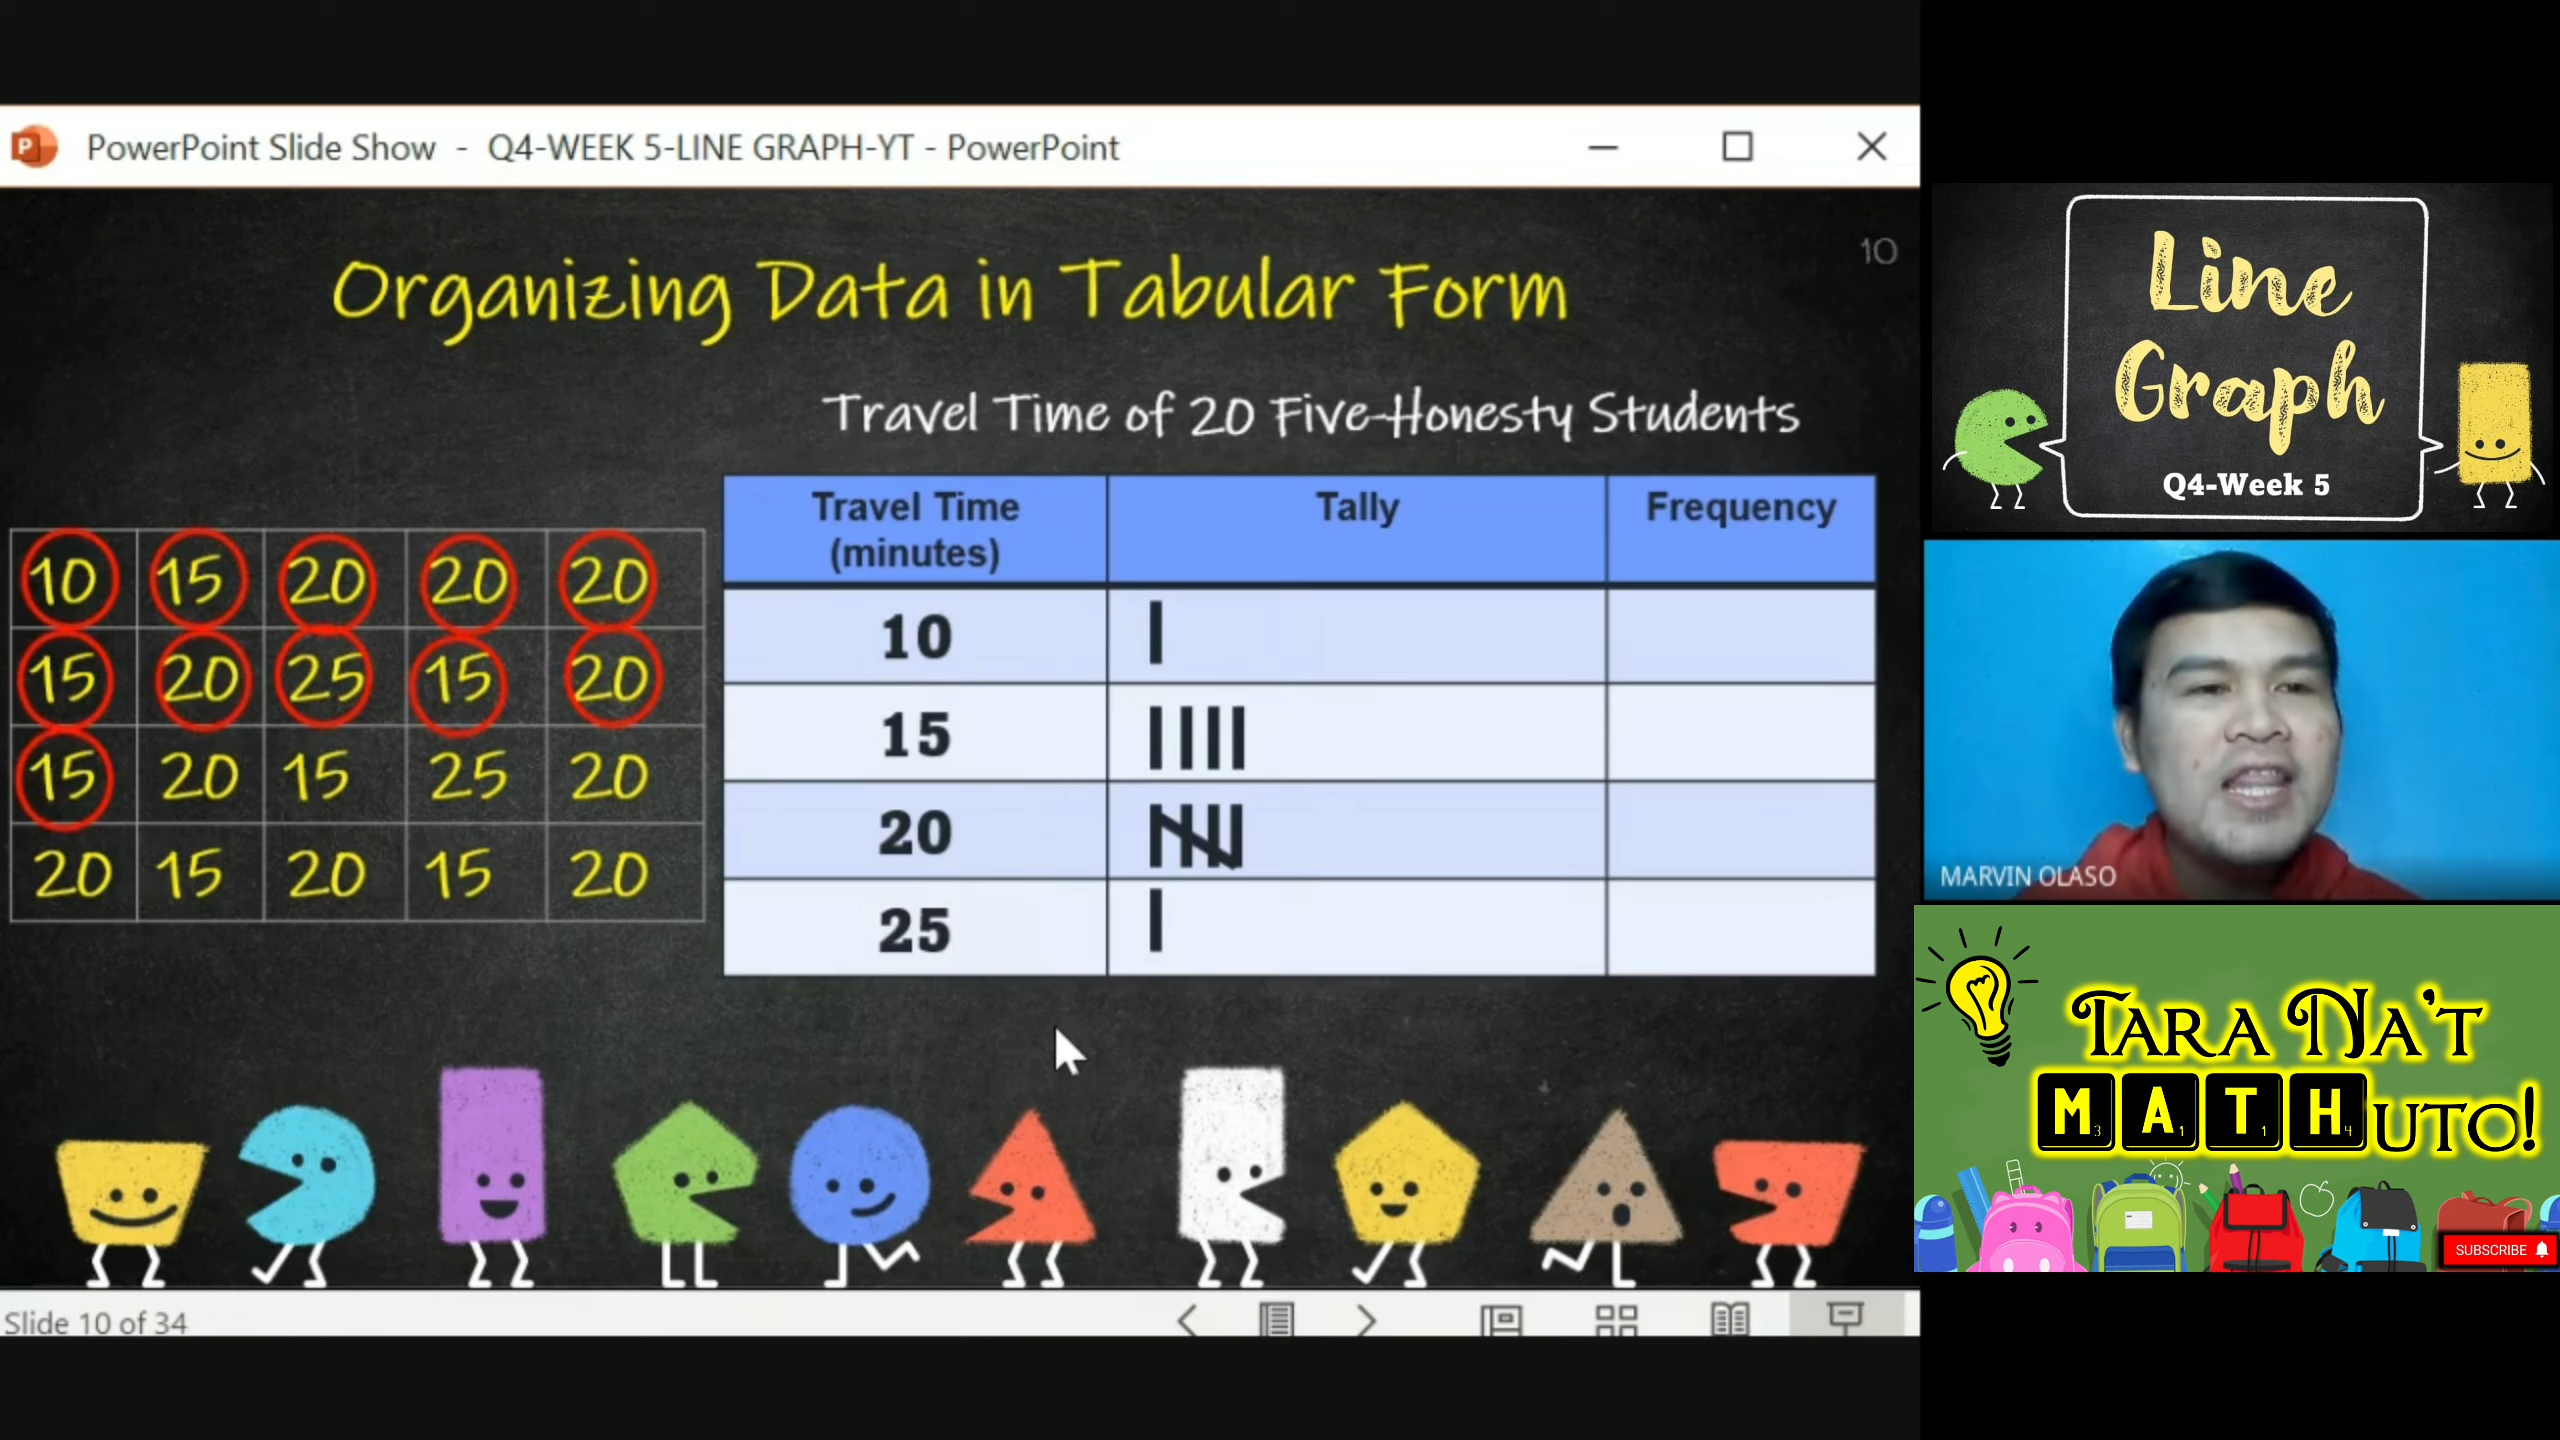 PowerPoint Slide Show - Q4-WEEK 5-LINE GRAPH-YT - PowerPoint
10
Organizing Data in Tabular Form
Travel Time of 20 Five-Honesty Students
10 15 20 20 20
15 20 25 15 20
15 20 15 25 20
20 15 20 15 20
Travel Time (minutes) Tally Frequency
10
15
20
25
Slide 10 of 34
Line
Graph
Q4-Week 5
MARVIN OLASO
TARA NA'T
MATHUTO!
SUBSCRIBE